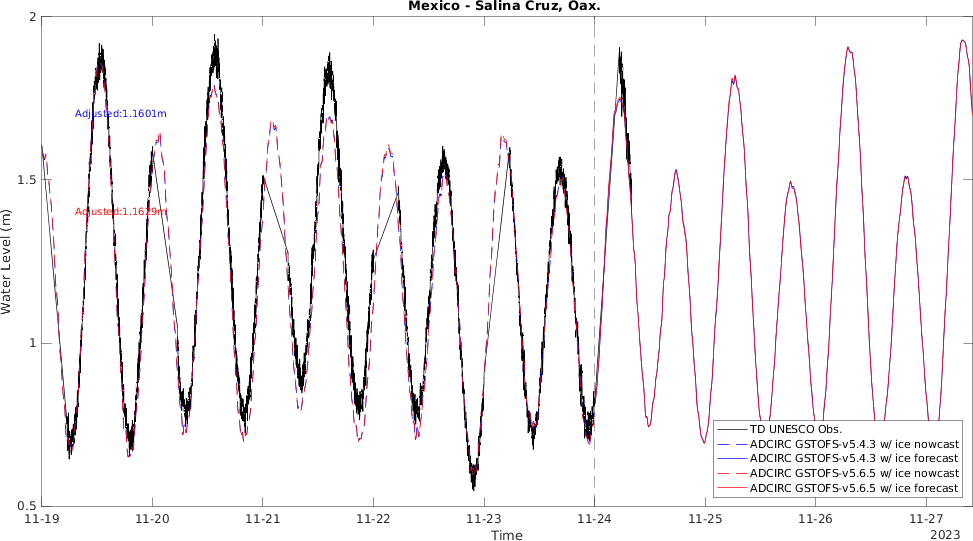 Mexico - Salina Cruz, Oax.
2
1.5
1
0.5
Water Level (m)
Adjusted:1.1601m
Adjusted:1.1629m
TD UNESCO Obs.
ADCIRC GSTOFS-v5.4.3 w/ ice nowcast
ADCIRC GSTOFS-v5.4.3 w/ ice forecast
ADCIRC GSTOFS-v5.6.5 w/ ice nowcast
ADCIRC GSTOFS-v5.6.5 w/ ice forecast
11-19 11-20 11-21 11-22 11-23 11-24 11-25 11-26 11-27
Time
2023